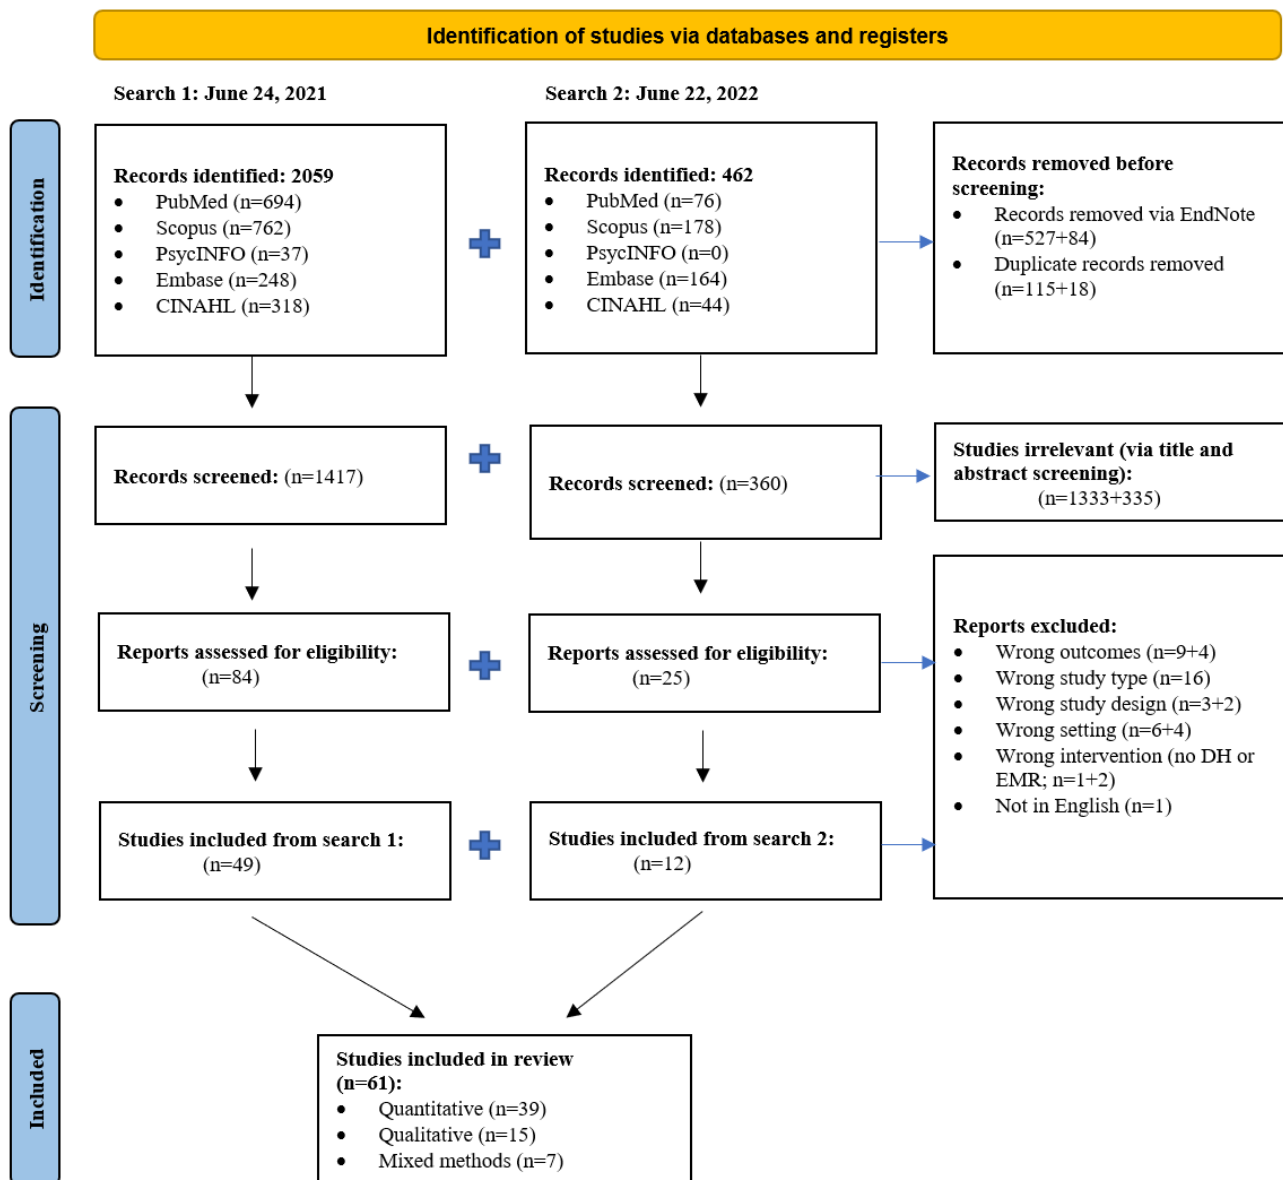 Identification of studies via databases and registers
Search 1: June 24, 2021
Search 2: June 22, 2022
Identification
Records identified: 2059
• PubMed (n=694)
• Scopus (n=762)
• PsycINFO (n=37)
• Embase (n=248)
• CINAHL (n=318)
Records identified: 462
• PubMed (n=76)
• Scopus (n=178)
• PsycINFO (n=0)
• Embase (n=164)
• CINAHL (n=44)
Records removed before
screening:
• Records removed via EndNote
(n=527+84)
• Duplicate records removed
(n=115+18)
Screening
Records screened: (n=1417)
Records screened: (n=360)
Studies irrelevant (via title and
abstract screening):
(n=1333+335)
Reports assessed for eligibility:
(n=84)
Reports assessed for eligibility:
(n=25)
Reports excluded:
• Wrong outcomes (n=9+4)
• Wrong study type (n=16)
• Wrong study design (n=3+2)
• Wrong setting (n=6+4)
• Wrong intervention (no DH or
EMR; n=1+2)
• Not in English (n=1)
Studies included from search 1:
(n=49)
Studies included from search 2:
(n=12)
Included
Studies included in review
(n=61):
• Quantitative (n=39)
• Qualitative (n=15)
• Mixed methods (n=7)